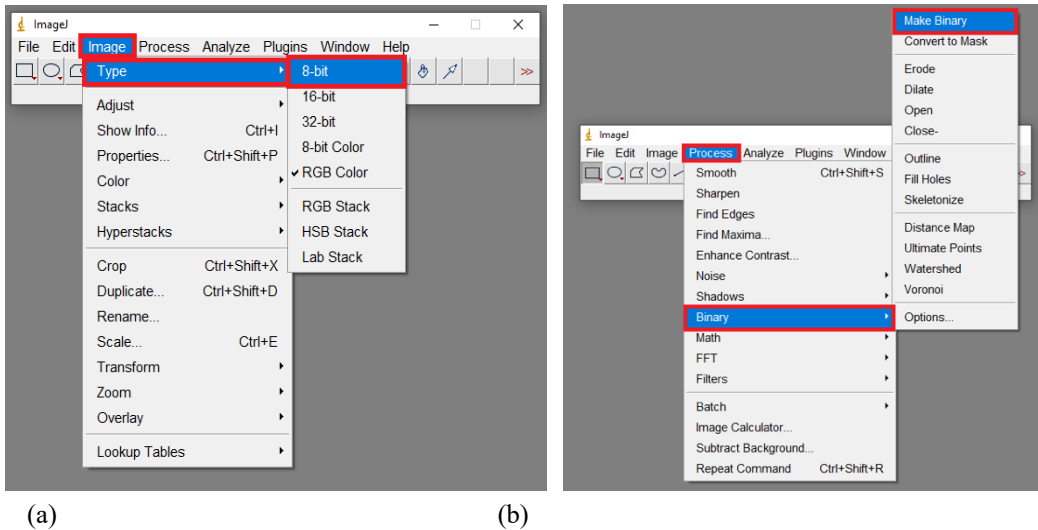 ImageJ
File Edit Image Process Analyze Plugins Window Help
>>
Type
Adjust
Show Info... Ctrl+I
Properties... Ctrl+Shift+P
Color
Stacks
Hyperstacks
Crop Ctrl+Shift+X
Duplicate... Ctrl+Shift+D
Rename...
Scale... Ctrl+E
Transform
Zoom
Overlay
Lookup Tables
8-bit
16-bit
32-bit
8-bit Color
RGB Color
RGB Stack
HSB Stack
Lab Stack
ImageJ
File Edit Image Process Analyze Plugins Window
Smooth Ctrl+Shift+S
Sharpen
Find Edges
Find Maxima...
Enhance Contrast...
Noise
Shadows
Binary
Math
FFT
Filters
Batch
Image Calculator...
Subtract Background...
Repeat Command Ctrl+Shift+R
Make Binary
Convert to Mask
Erode
Dilate
Open
Close-
Outline
Fill Holes
Skeletonize
Distance Map
Ultimate Points
Watershed
Voronoi
Options...
(a) (b)